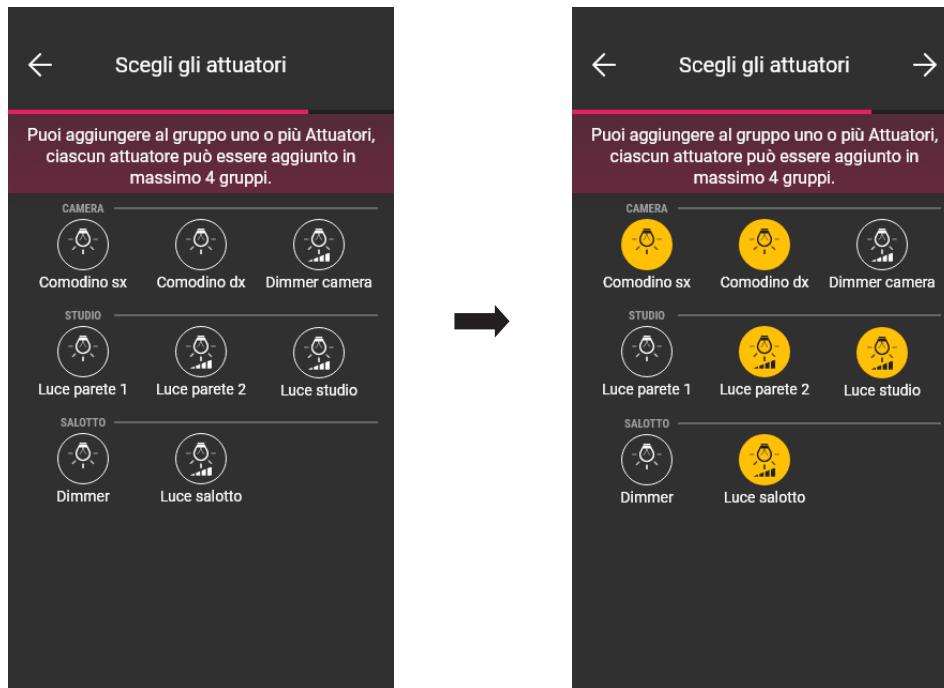 Scegli gli attuatori
Puoi aggiungere al gruppo uno o più Attuatori,
ciascun attuatore può essere aggiunto in
massimo 4 gruppi.
CAMERA
Comodino sx Comodino dx Dimmer camera
STUDIO
Luce parete 1 Luce parete 2 Luce studio
SALOTTO
Dimmer Luce salotto
Scegli gli attuatori
Puoi aggiungere al gruppo uno o più Attuatori,
ciascun attuatore può essere aggiunto in
massimo 4 gruppi.
CAMERA
Comodino sx Comodino dx Dimmer camera
STUDIO
Luce parete 1 Luce parete 2 Luce studio
SALOTTO
Dimmer Luce salotto